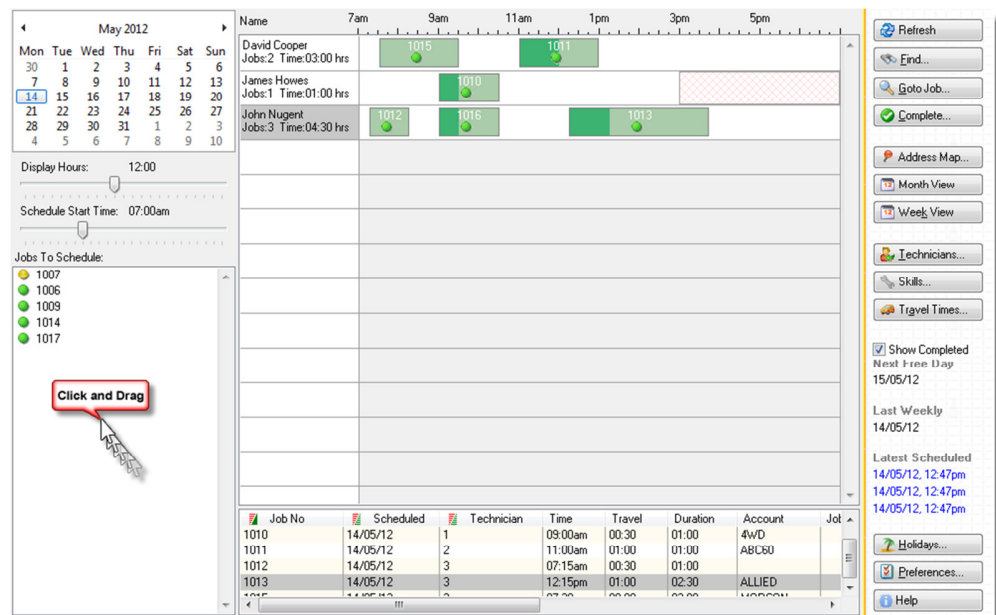 May 2012
Mon Tue Wed Thu Fri Sat Sun
30 1 2 3 4 5 6
7 8 9 10 11 12 13
14 15 16 17 18 19 20
21 22 23 24 25 26 27
28 29 30 31 1 2 3
4 5 6 7 8 9 10
Display Hours: 12:00
Schedule Start Time: 07:00am
Jobs To Schedule:
1007
1006
1009
1014
1017
Click and Drag
Name 7am 9am 11am 1pm 3pm 5pm
David Cooper
Jobs:2 Time:03:00 hrs
1015 1011
James Howes
Jobs:1 Time:01:00 hrs
1010
John Nugent
Jobs:3 Time:04:30 hrs
1012 1016 1013
Job No Scheduled Technician Time Travel Duration Account Jot
1010 14/05/12 1 09:00am 00:30 01:00 4WD
1011 14/05/12 2 11:00am 01:00 01:00 ABC60
1012 14/05/12 3 07:15am 00:30 01:00
1013 14/05/12 3 12:15pm 01:00 02:30 ALLIED
Refresh
Find...
Goto Job...
Complete...
Address Map...
Month View
Week View
Technicians...
Skills...
Travel Times...
Show Completed
Next Free Day
15/05/12
Last Weekly
14/05/12
Latest Scheduled
14/05/12, 12:47pm
14/05/12, 12:47pm
14/05/12, 12:47pm
Holidays...
Preferences...
Help